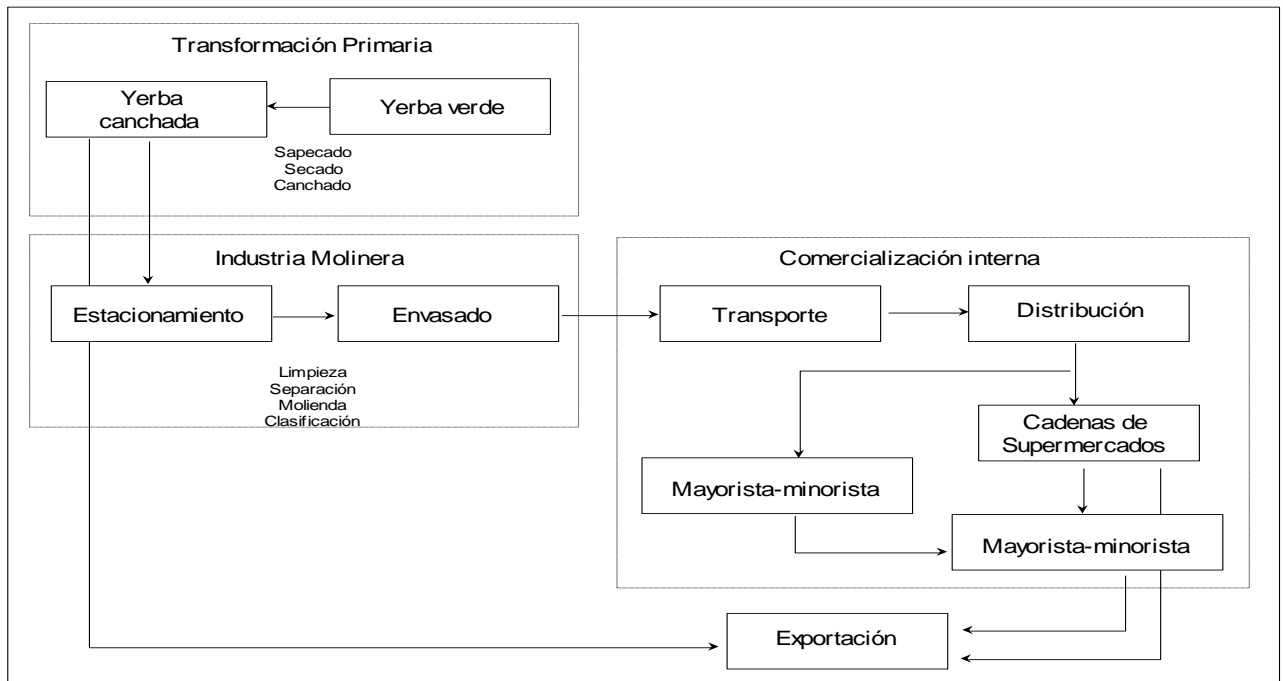 Transformación Primaria
Yerba
canchada
Yerba verde
Sapecado
Secado
Canchado
Industria Molinera
Estacionamiento
Envasado
Limpieza
Separación
Molienda
Clasificación
Comercialización interna
Transporte
Distribución
Cadenas de
Supermercados
Mayorista-minorista
Mayorista-minorista
Exportación